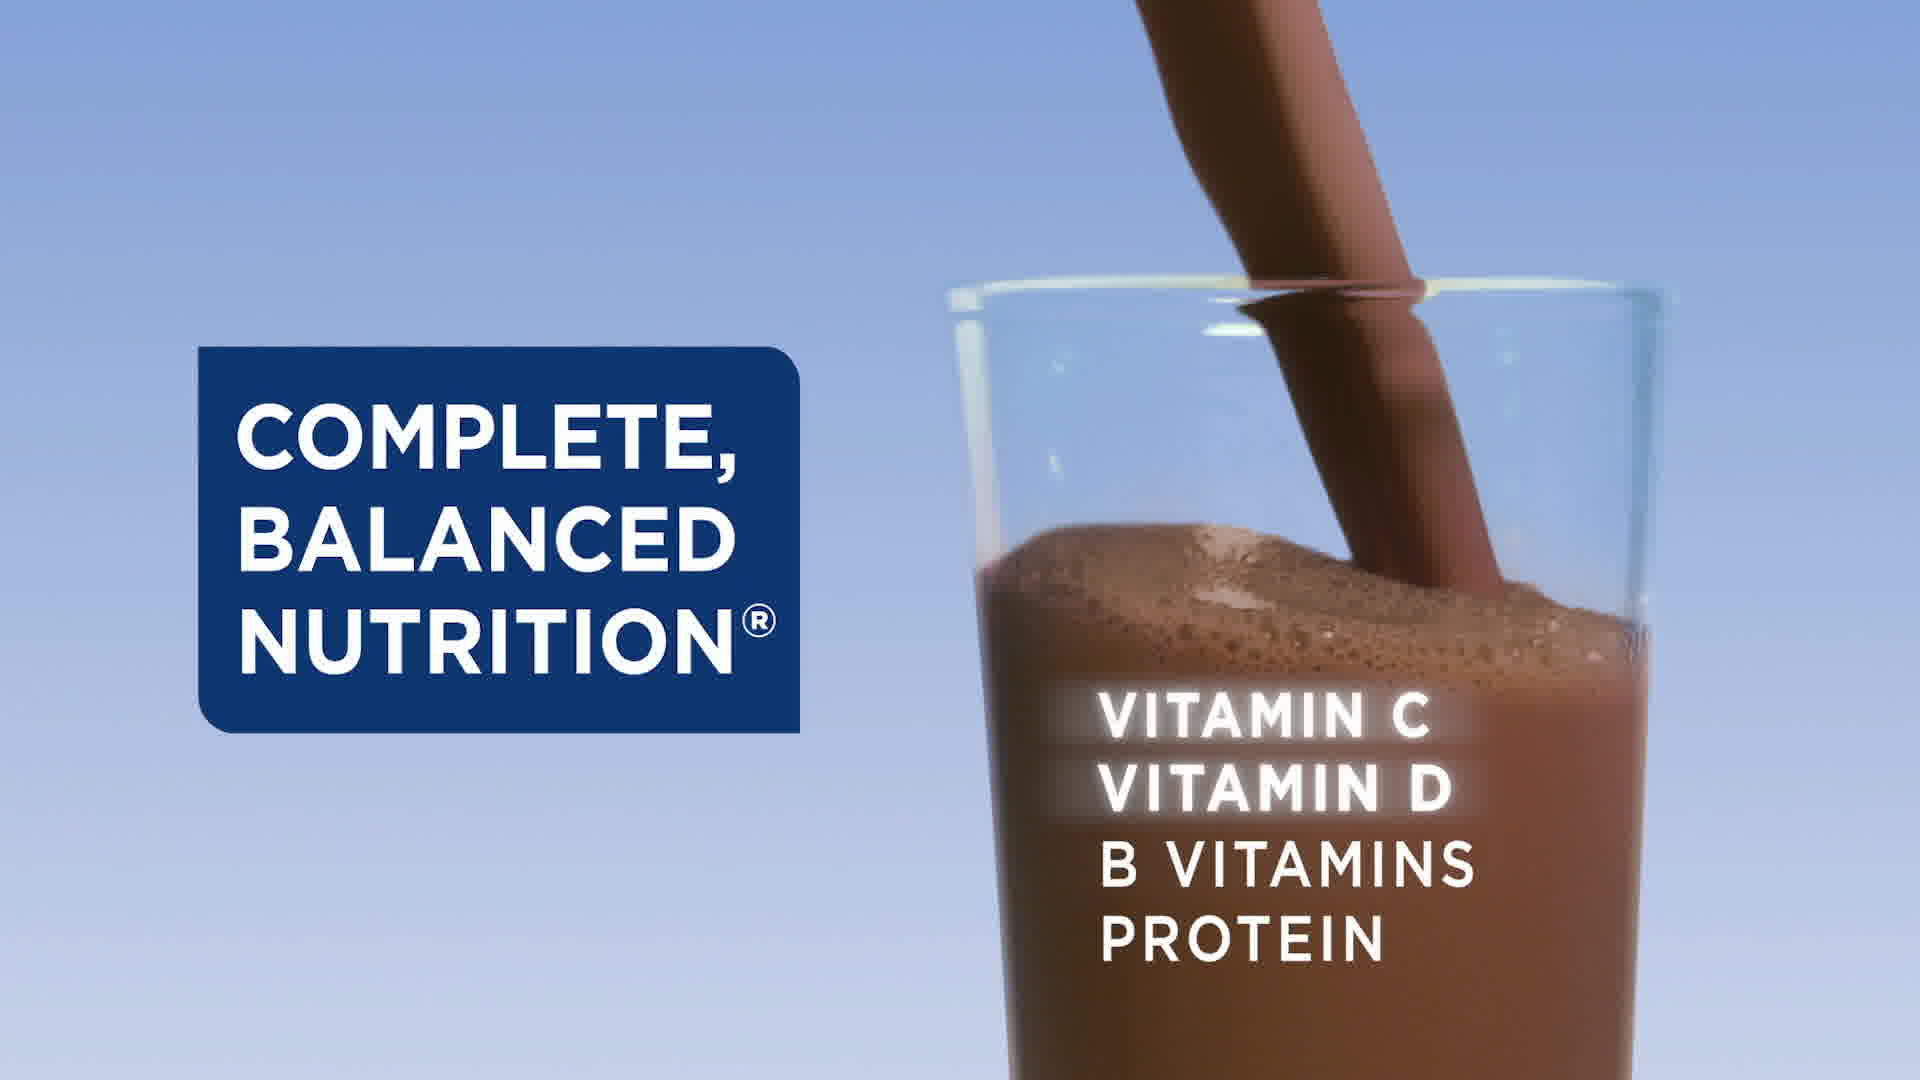 COMPLETE,
BALANCED
NUTRITION®
VITAMIN C
VITAMIN D
B VITAMINS
PROTEIN